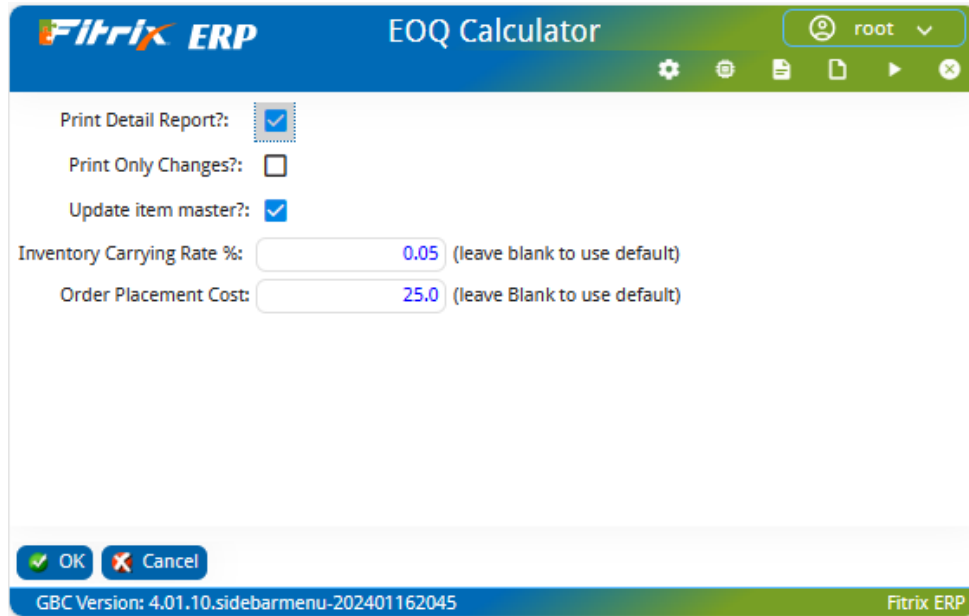 Fitrix ERP EOQ Calculator root
Print Detail Report?:
Print Only Changes?:
Update item master?:
Inventory Carrying Rate %: 0.05 (leave blank to use default)
Order Placement Cost: 25.0 (leave Blank to use default)
OK Cancel
GBC Version: 4.01.10.sidebarmenu-202401162045 Fitrix ERP